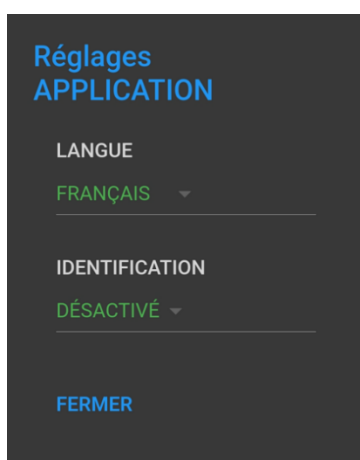 Réglages
APPLICATION
LANGUE
FRANÇAIS
IDENTIFICATION
DÉSACTIVÉ
FERMER